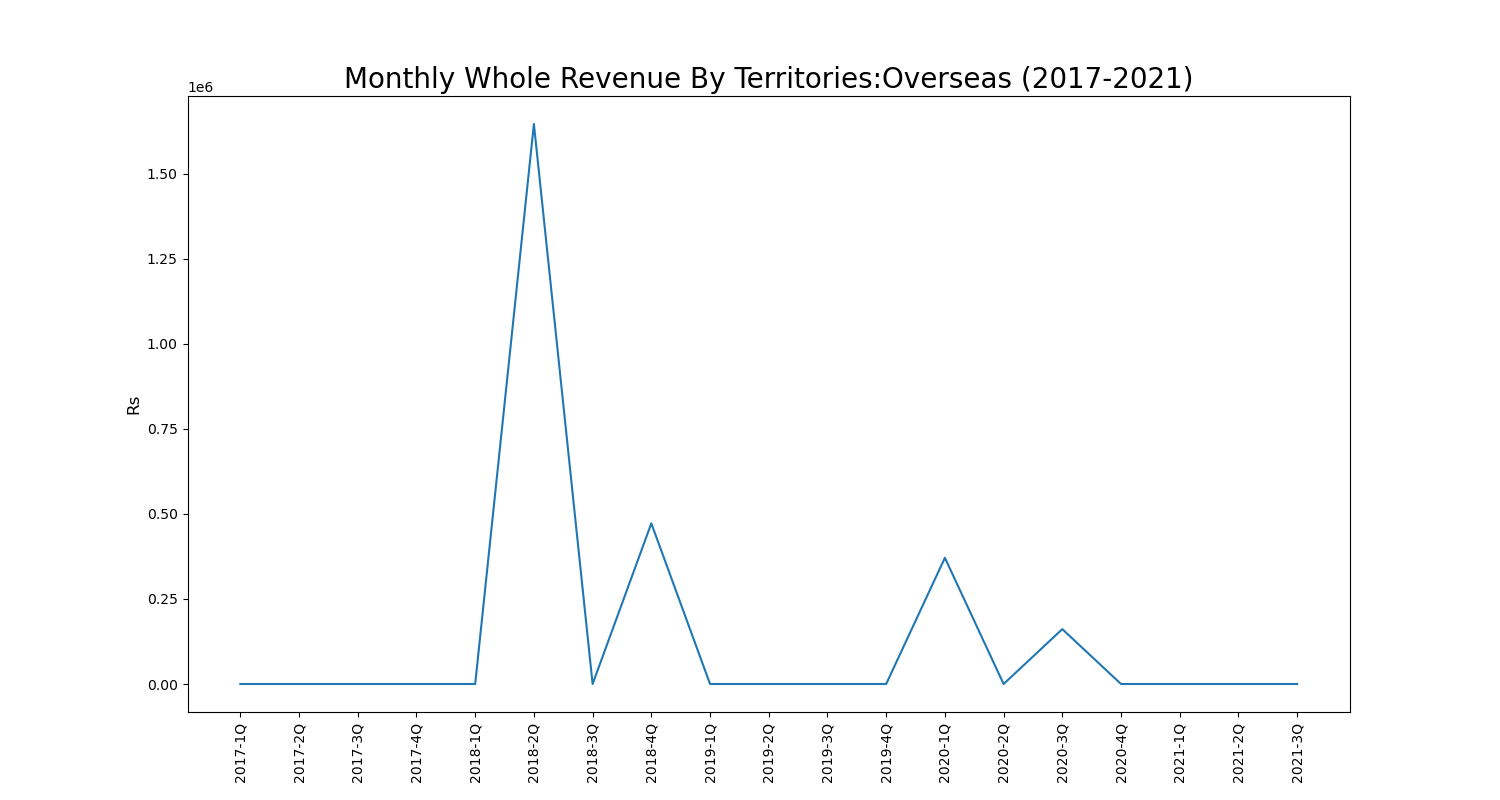 Monthly Whole Revenue By Territories:Overseas (2017-2021)
1e6
1.50
1.25
1.00
0.75
0.50
0.25
0.00
Rs
2017-1Q
2017-2Q
2017-3Q
2017-4Q
2018-1Q
2018-2Q
2018-3Q
2018-4Q
2019-1Q
2019-2Q
2019-3Q
2019-4Q
2020-1Q
2020-2Q
2020-3Q
2020-4Q
2021-1Q
2021-2Q
2021-3Q